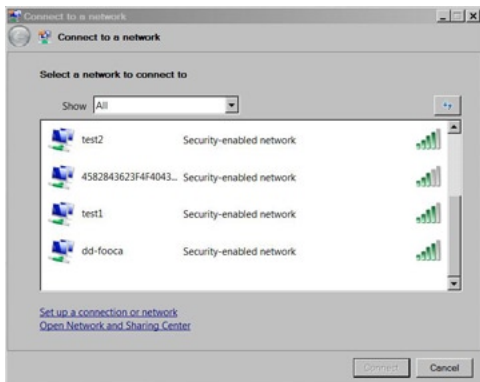 Connect to a network
Connect to a network
Select a network to connect to
Show All
test2 Security-enabled network
4582843623F4F4043... Security-enabled network
test1 Security-enabled network
dd-fooca Security-enabled network
Set up a connection or network
Open Network and Sharing Center
Connect Cancel